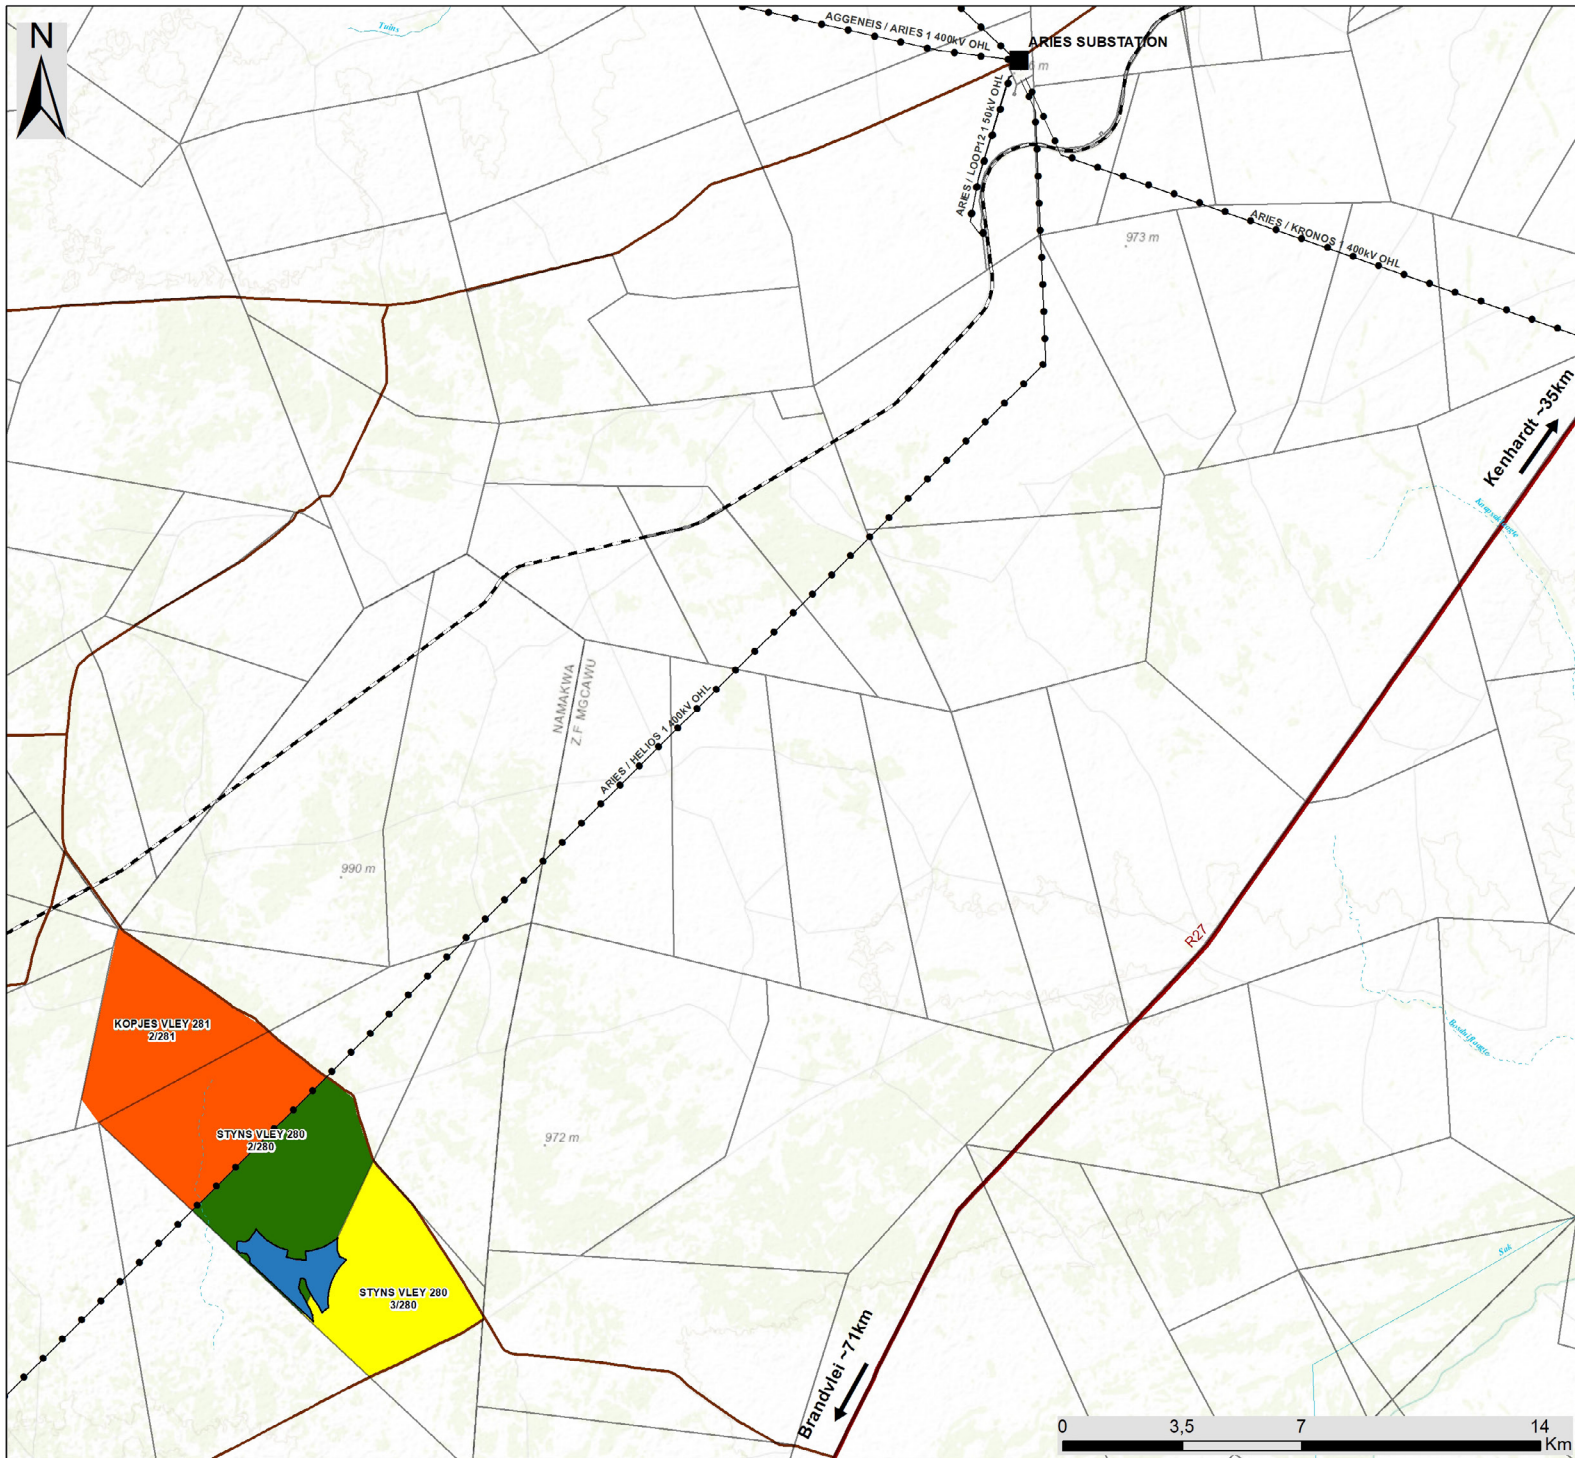 N
Tuins
AGGENEIS / ARIES 1 400kV OHL
ARIES SUBSTATION
ARIES / LOOP12 1 50kV OHL
ARIES / KRONOS 1 400kV OHL
973 m
Kenhardt ~35km
NAMAKWA
Z F MGCAWU
ARIES / HELIOS 1 400kV OHL
990 m
R27
KOPJES VLEY 281
2/281
STYNS VLEY 280
2/280
972 m
STYNS VLEY 280
3/280
Sak
Brandvlei ~71km
0 3,5 7 14
Km